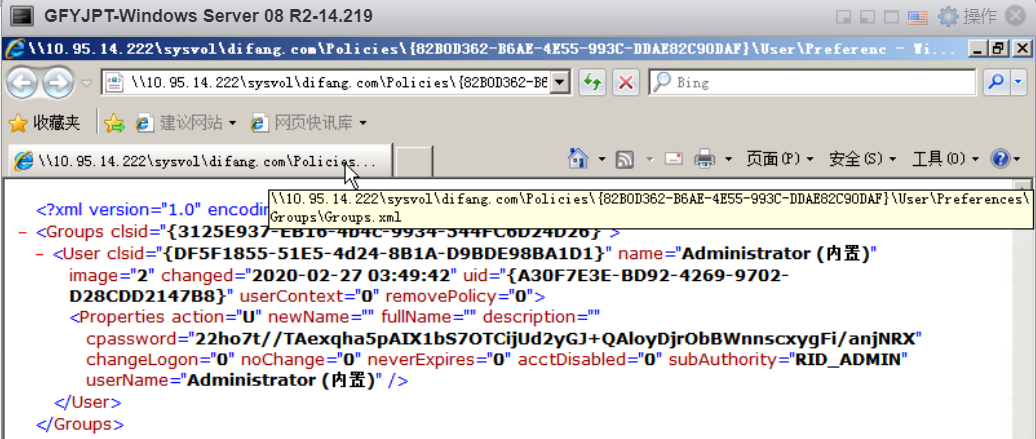 GFYJPT-Windows Server 08 R2-14.219
操作
\\10.95.14.222\sysvol\difang.com\Policies\{82B0D362-B6AE-4E55-993C-DDAE82C90DAF}\User\Preferenc - Wi...
\\10.95.14.222\sysvol\difang.com\Policies\{82B0D362-B6
Bing
收藏夹 建议网站 网页快讯库
\\10.95.14.222\sysvol\difang.com\Policies... 页面(P) 安全(S) 工具(O)
\\10.95.14.222\sysvol\difang.com\Policies\{82B0D362-B6AE-4E55-993C-DDAE82C90DAF}\User\Preferences\
Groups\Groups.xml
<?xml version="1.0" encodin
- <Groups clsid="{3125E937-EB16-4b4c-9934-544FC6D24D26}">
- <User clsid="{DF5F1855-51E5-4d24-8B1A-D9BDE98BA1D1}" name="Administrator (内置)"
image="2" changed="2020-02-27 03:49:42" uid="{A30F7E3E-BD92-4269-9702-
D28CDD2147B8}" userContext="0" removePolicy="0">
<Properties action="U" newName="" fullName="" description=""
cpassword="22ho7t//TAexqha5pAIX1bS7OTCijUd2yGJ+QAloyDjrObBWnnscxygFi/anjNRX"
changeLogon="0" noChange="0" neverExpires="0" acctDisabled="0" subAuthority="RID_ADMIN"
userName="Administrator (内置)" />
</User>
</Groups>